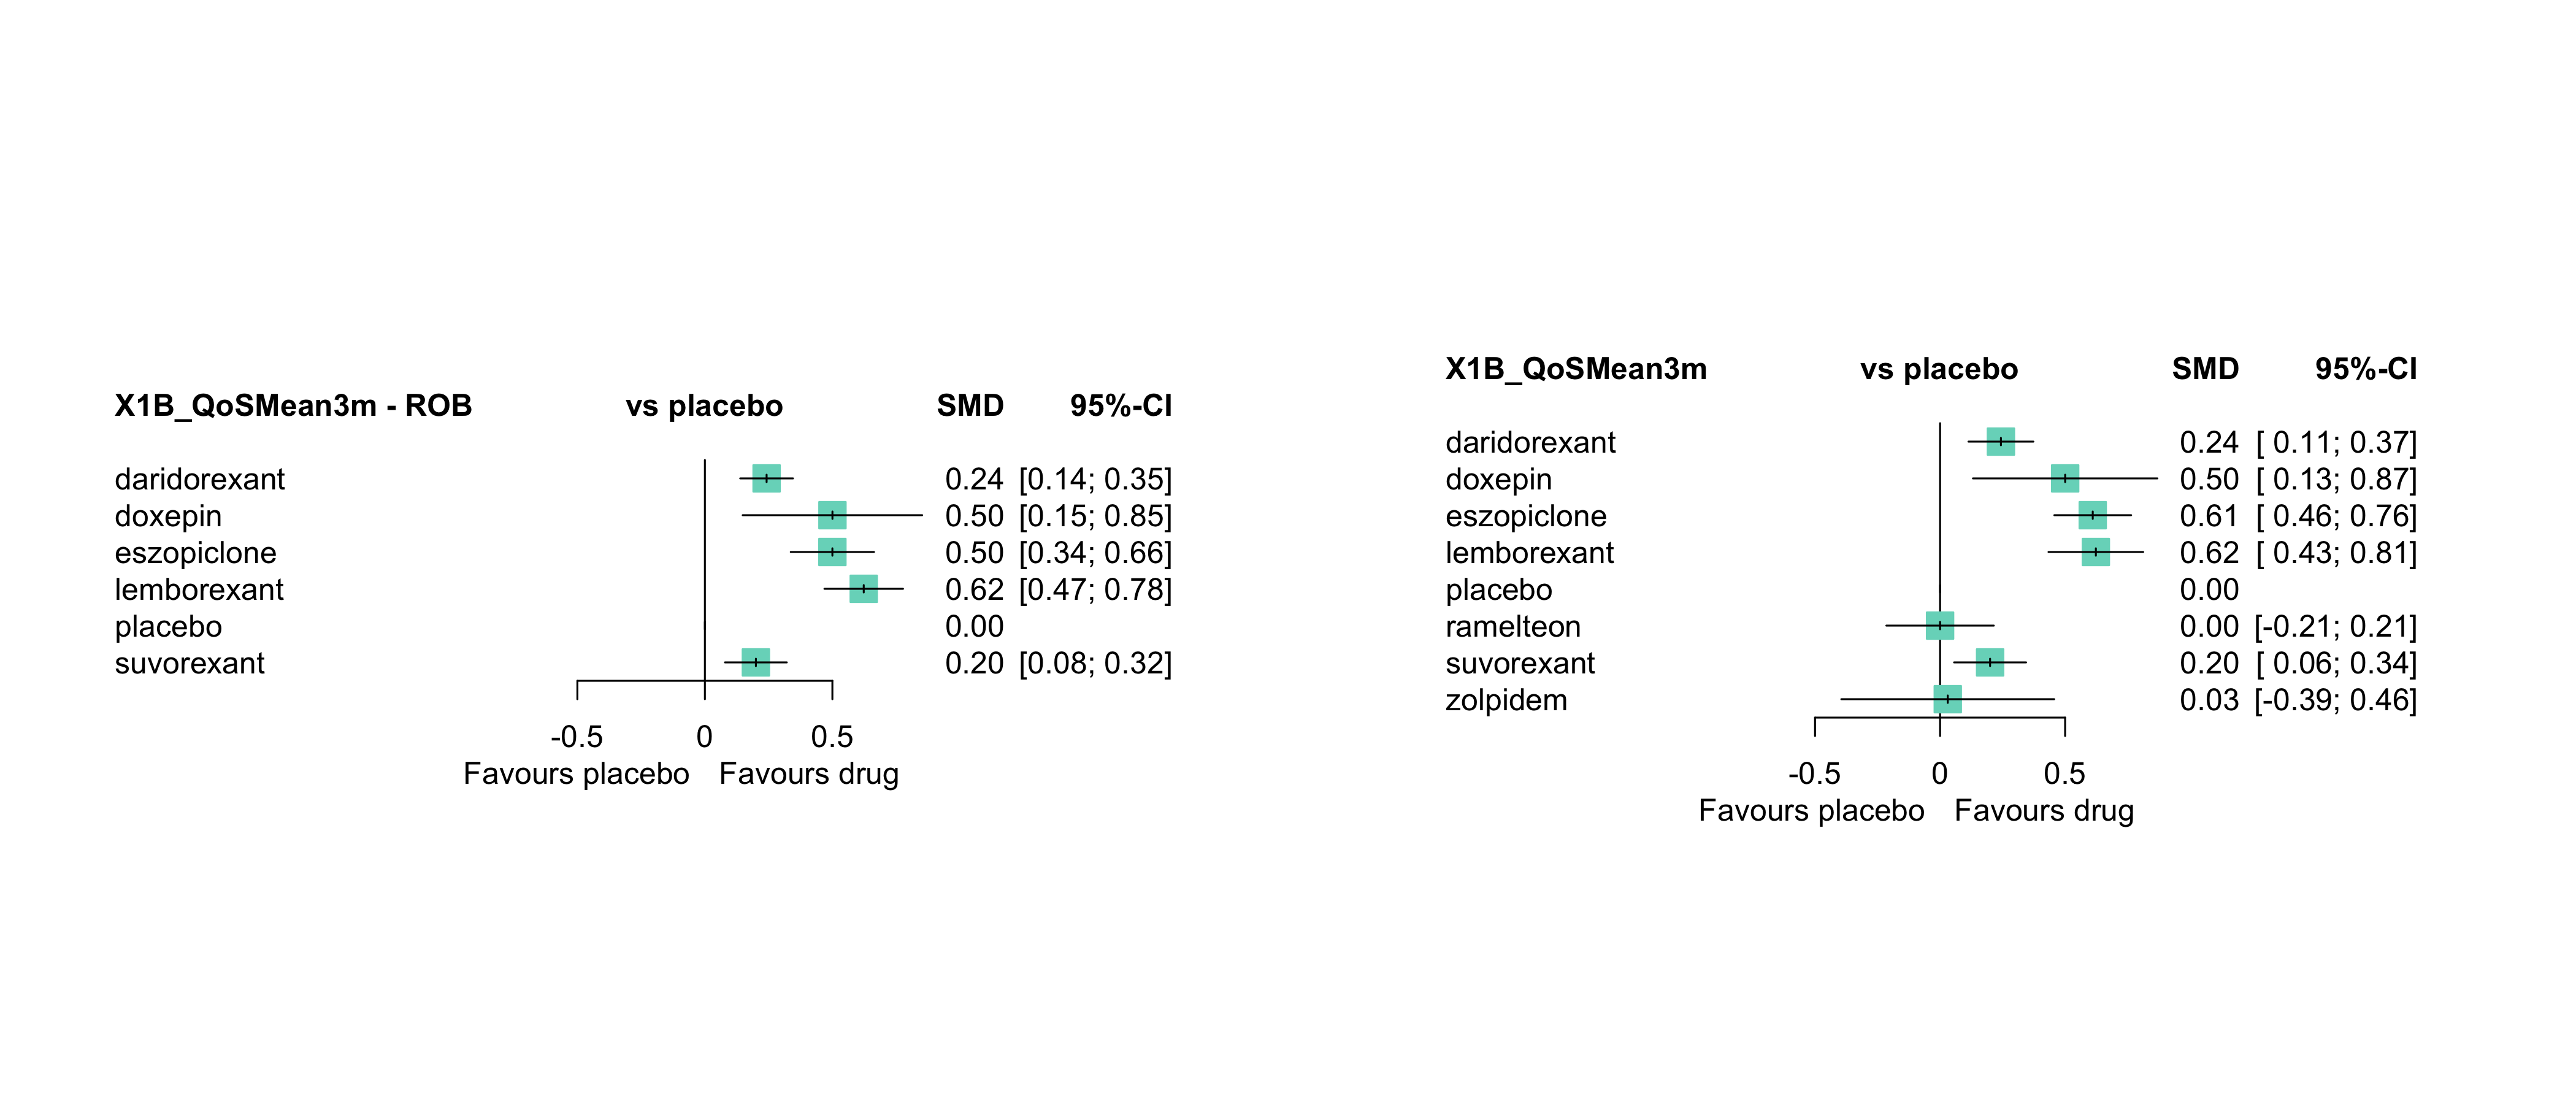 X1B_QoSMean3m - ROB vs placebo SMD 95%-CI
daridorexant 0.24 [0.14; 0.35]
doxepin 0.50 [0.15; 0.85]
eszopiclone 0.50 [0.34; 0.66]
lemborexant 0.62 [0.47; 0.78]
placebo 0.00
suvorexant 0.20 [0.08; 0.32]
-0.5 0 0.5
Favours placebo Favours drug
X1B_QoSMean3m vs placebo SMD 95%-CI
daridorexant 0.24 [ 0.11; 0.37]
doxepin 0.50 [ 0.13; 0.87]
eszopiclone 0.61 [ 0.46; 0.76]
lemborexant 0.62 [ 0.43; 0.81]
placebo 0.00
ramelteon 0.00 [-0.21; 0.21]
suvorexant 0.20 [ 0.06; 0.34]
zolpidem 0.03 [-0.39; 0.46]
-0.5 0 0.5
Favours placebo Favours drug